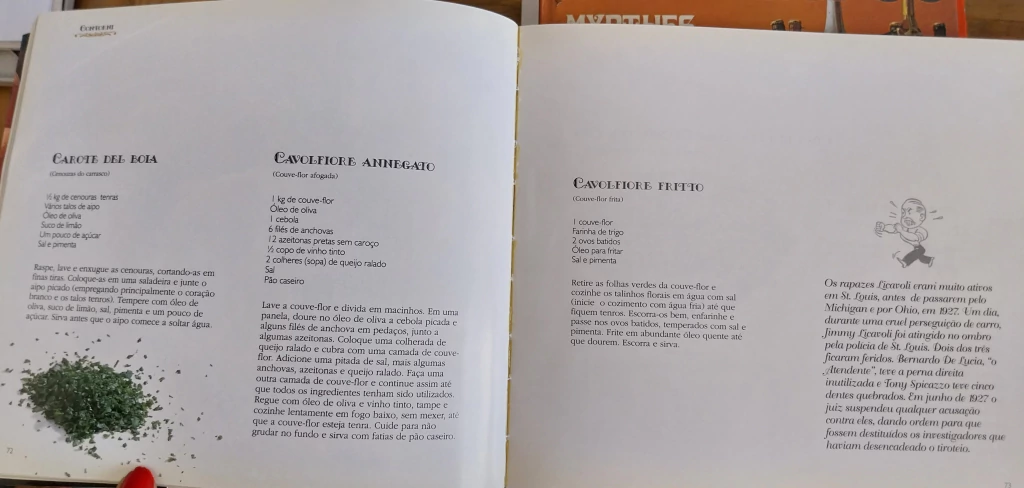 CONTORNI
CAROTE DEL BOIA
(Cenouras do carrasco)
½ kg de cenouras tenras
Vários talos de aipo
Óleo de oliva
Suco de limão
Um pouco de açúcar
Sal e pimenta
Raspe, lave e enxugue as cenouras, cortando-as em
finas tiras. Coloque-as em uma saladeira e junte o
aipo picado (empregando principalmente o coração
branco e os talos tenros). Tempere com óleo de
oliva, suco de limão, sal, pimenta e um pouco de
açúcar. Sirva antes que o aipo comece a soltar água.
72
CAVOLFIORE ANNEGATO
(Couve-flor afogada)
1 kg de couve-flor
Óleo de oliva
1 cebola
6 filés de anchovas
12 azeitonas pretas sem caroço
½ copo de vinho tinto
2 colheres (sopa) de queijo ralado
Sal
Pão caseiro
Lave a couve-flor e divida em macinhos. Em uma
panela, doure no óleo de oliva a cebola picada e
alguns filés de anchova em pedaços, junto a
algumas azeitonas. Coloque uma colherada de
queijo ralado e cubra com uma camada de couve-
flor. Adicione uma pitada de sal, mais algumas
anchovas, azeitonas e queijo ralado. Faça uma
outra camada de couve-flor e continue assim até
que todos os ingredientes tenham sido utilizados.
Regue com óleo de oliva e vinho tinto, tampe e
cozinhe lentamente em fogo baixo, sem mexer, até
que a couve-flor esteja tenra. Cuide para não
grudar no fundo e sirva com fatias de pão caseiro.
MYTHES
CAVOLFIORE FRITTO
(Couve-flor frita)
1 couve-flor
Farinha de trigo
2 ovos batidos
Óleo para fritar
Sal e pimenta
Retire as folhas verdes da couve-flor e
cozinhe os talinhos florais em água com sal
(inicie o cozimento com água fria) até que
fiquem tenros. Escorra-os bem, enfarinhe e
passe nos ovos batidos, temperados com sal e
pimenta. Frite em abundante óleo quente até
que dourem. Escorra e sirva.
Os rapazes Licavoli eram muito ativos
em St. Louis, antes de passarem pelo
Michigan e por Ohio, em 1927. Um dia,
durante uma cruel perseguição de carro,
Jimmy Licavoli foi atingido no ombro
pela polícia de St. Louis. Dois dos três
ficaram feridos. Bernardo De Lucia, "o
Atendente", teve a perna direita
inutilizada e Tony Spicazzo teve cinco
dentes quebrados. Em junho de 1927 o
juiz suspendeu qualquer acusação
contra eles, dando ordem para que
fossem destituídos os investigadores que
haviam desencadeado o tiroteio.
73